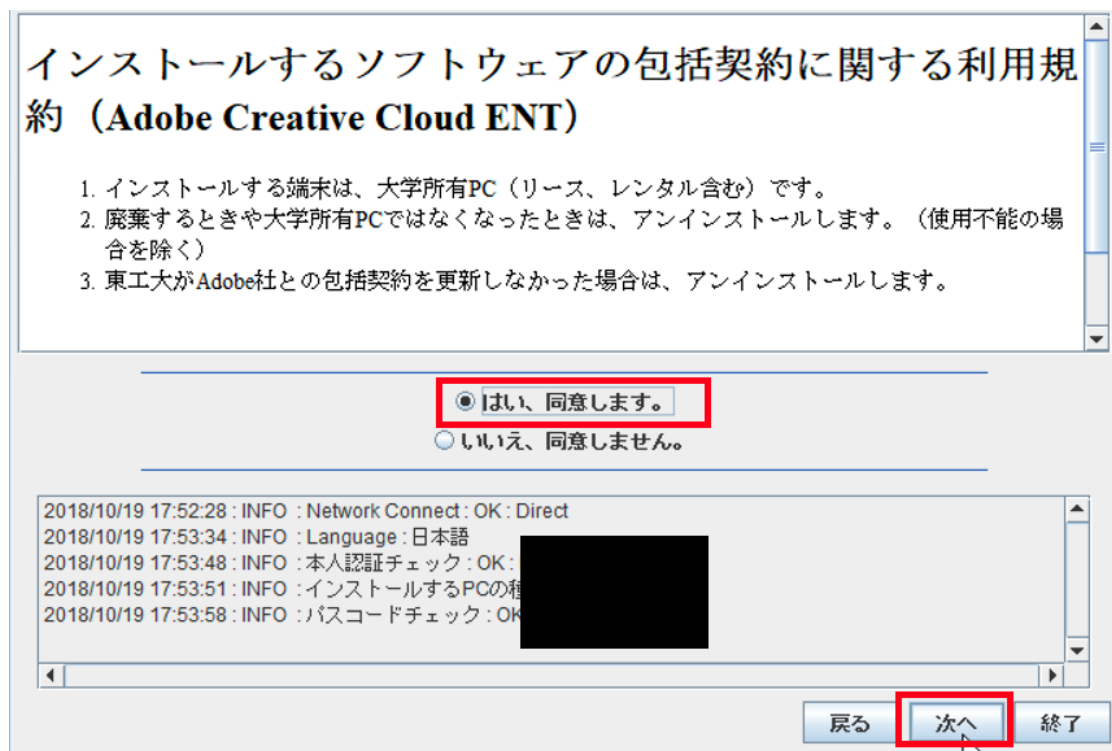 インストールするソフトウェアの包括契約に関する利用規
約（Adobe Creative Cloud ENT）
1. インストールする端末は、大学所有PC（リース、レンタル含む）です。
2. 廃棄するときや大学所有PCではなくなったときは、アンインストールします。（使用不能の場
合を除く）
3. 東工大がAdobe社との包括契約を更新しなかった場合は、アンインストールします。
はい、同意します。
いいえ、同意しません。
2018/10/19 17:52:28 : INFO : Network Connect : OK : Direct
2018/10/19 17:53:34 : INFO : Language : 日本語
2018/10/19 17:53:48 : INFO : 本人認証チェック : OK :
2018/10/19 17:53:51 : INFO : インストールするPCの種
2018/10/19 17:53:58 : INFO : パスコードチェック : OK
戻る 次へ 終了